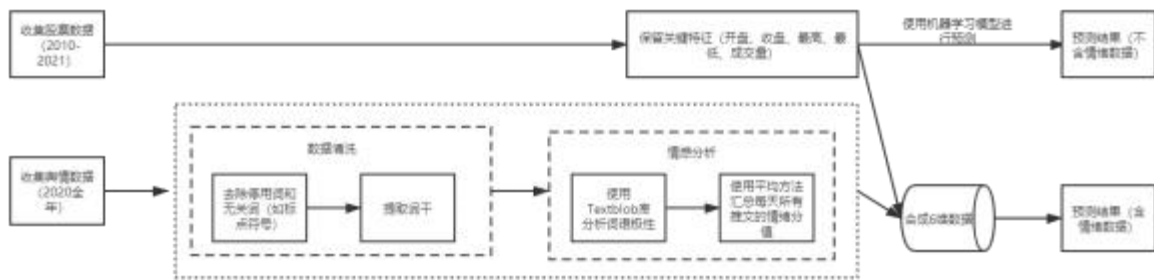 收集股票数据
（2010-
2021）
保留关键特征（开盘、收盘、最高、最
低、成交量）
使用机器学习模型进
行预测
预测结果（不
含情绪数据）
收集舆情数据
（2020全
年）
数据清洗
去除停用词和
无关词（如标
点符号）
提取词干
情感分析
使用
Textblob库
分析词语极性
使用平均方法
汇总每天所有
推文的情绪分
值
合成6维数据
预测结果（含
情绪数据）